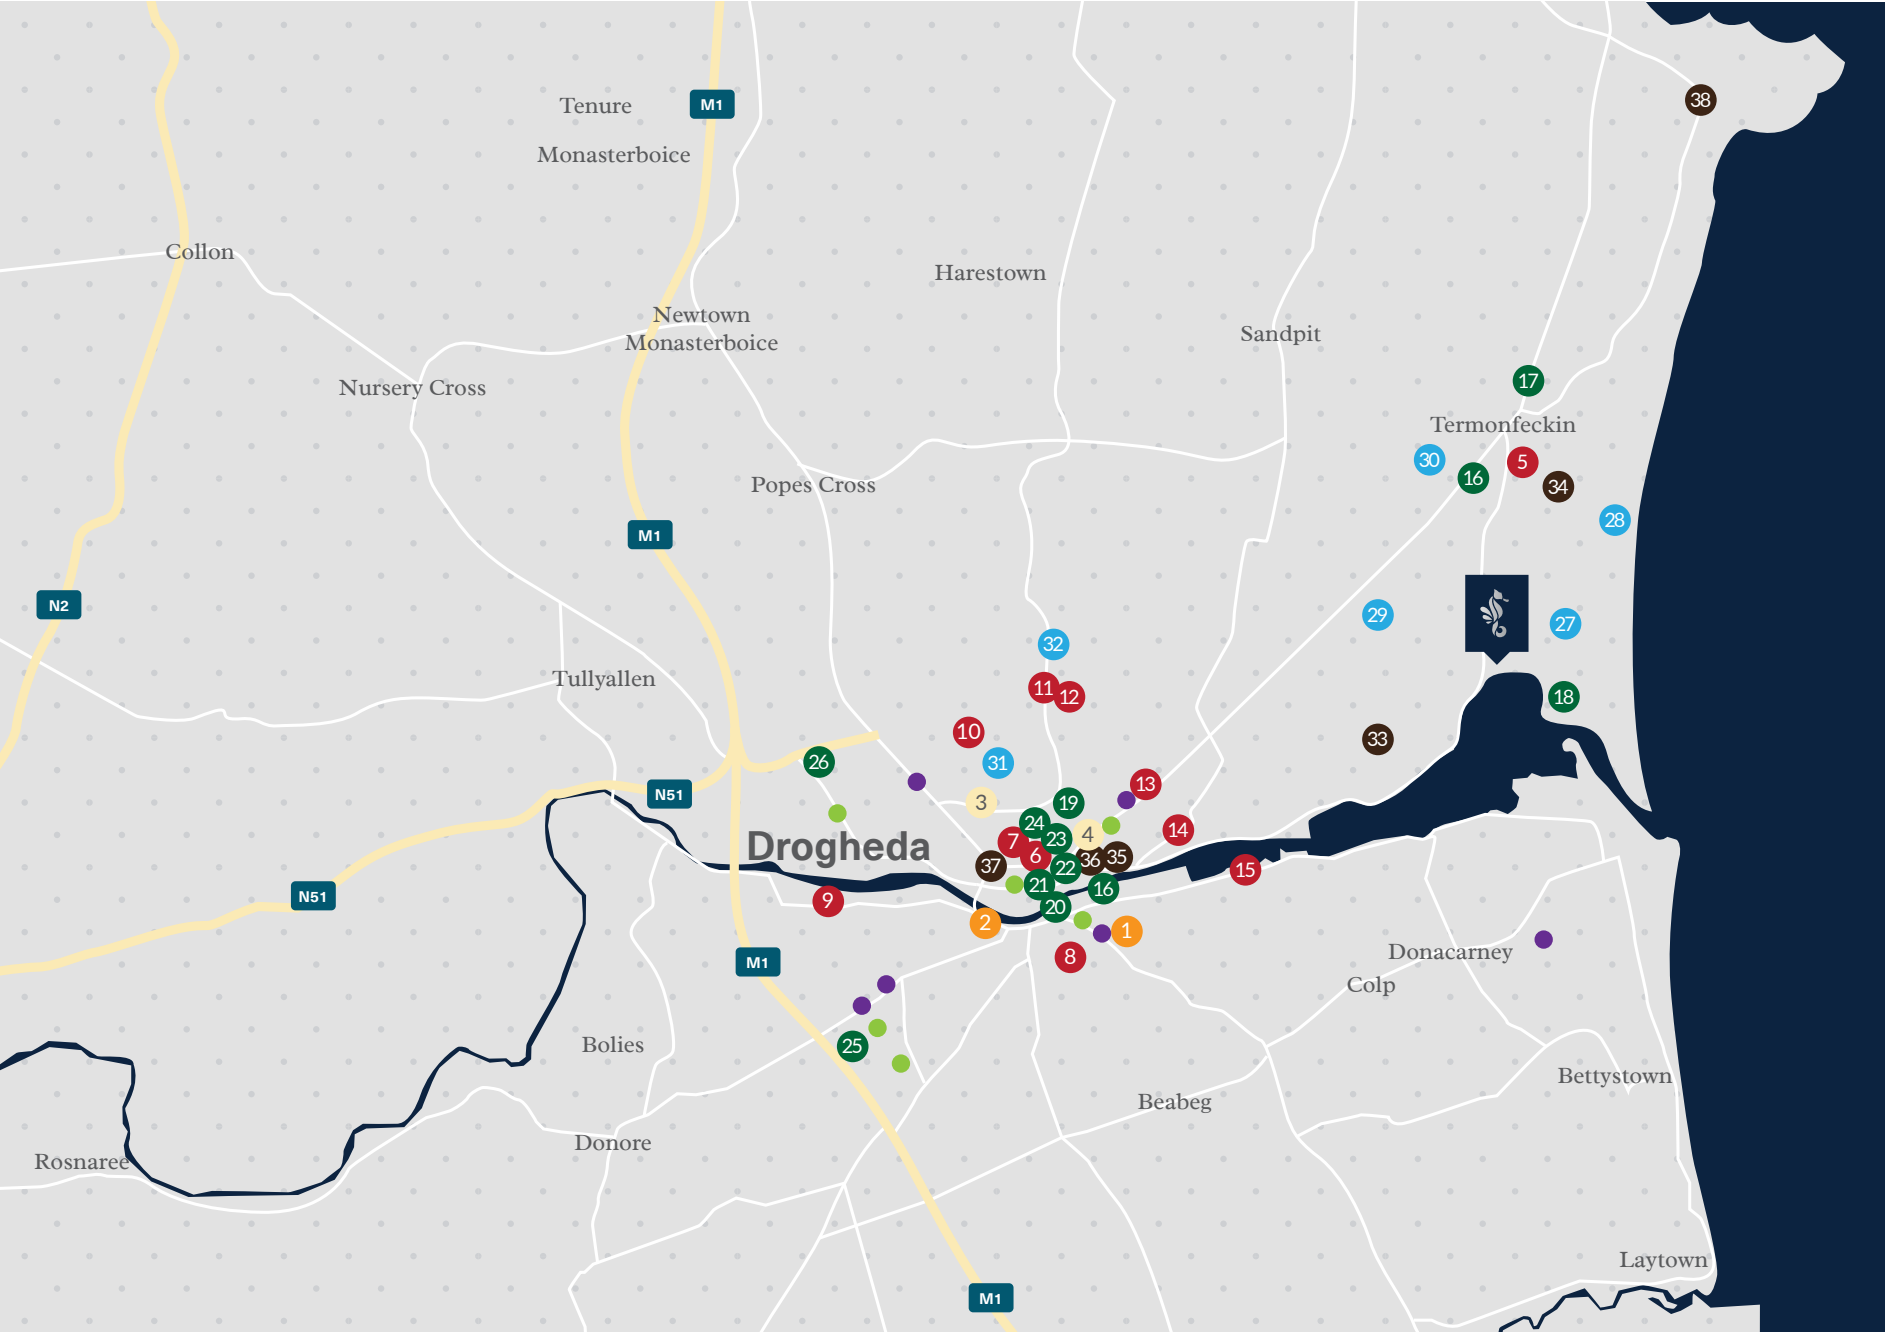 38
Tenure
M1
Monasterboice
Collon
Harestown
Newtown
Monasterboice
Sandpit
Nursery Cross
17
Termonfeckin
30
16
5
34
28
Popes Cross
M1
N2
29
27
32
Tullyallen
11
12
18
10
33
31
26
13
N51
3
19
24
14
4
23
7
Drogheda
6
36
35
37
22
15
21
16
N51
9
20
2
1
8
Donacarney
M1
Colp
Bolies
25
Bettystown
Beabeg
Donore
Rosnaree
Laytown
M1